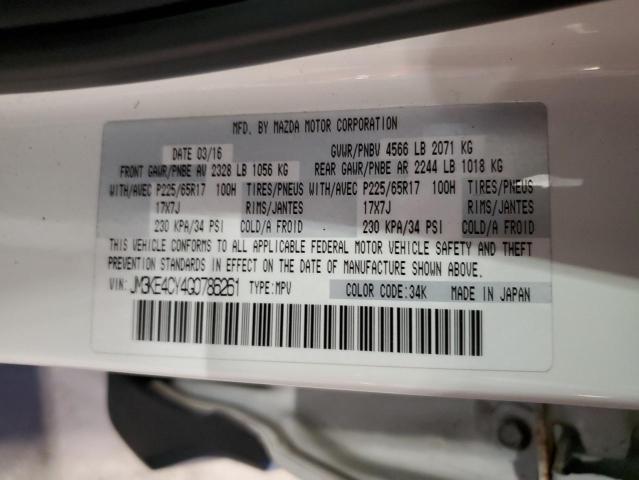 MFD. BY MAZDA MOTOR CORPORATION
DATE 03/16 GVWR/PNBV 4566 LB 2071 KG
FRONT GAWR/PNBE AV 2328 LB 1056 KG REAR GAWR/PNBE AR 2244 LB 1018 KG
WITH/AVEC P225/65R17 100H TIRES/PNEUS WITH/AVEC P225/65R17 100H TIRES/PNEUS
17X7J RIMS/JANTES 17X7J RIMS/JANTES
230 KPA/34 PSI COLD/A FROID 230 KPA/34 PSI COLD/A FROID
THIS VEHICLE CONFORMS TO ALL APPLICABLE FEDERAL MOTOR VEHICLE SAFETY AND THEFT
PREVENTION STANDARDS IN EFFECT ON THE DATE OF MANUFACTURE SHOWN ABOVE.
VIN: JM3KE4CY4G0786261 TYPE: MPV COLOR CODE: 34K MADE IN JAPAN